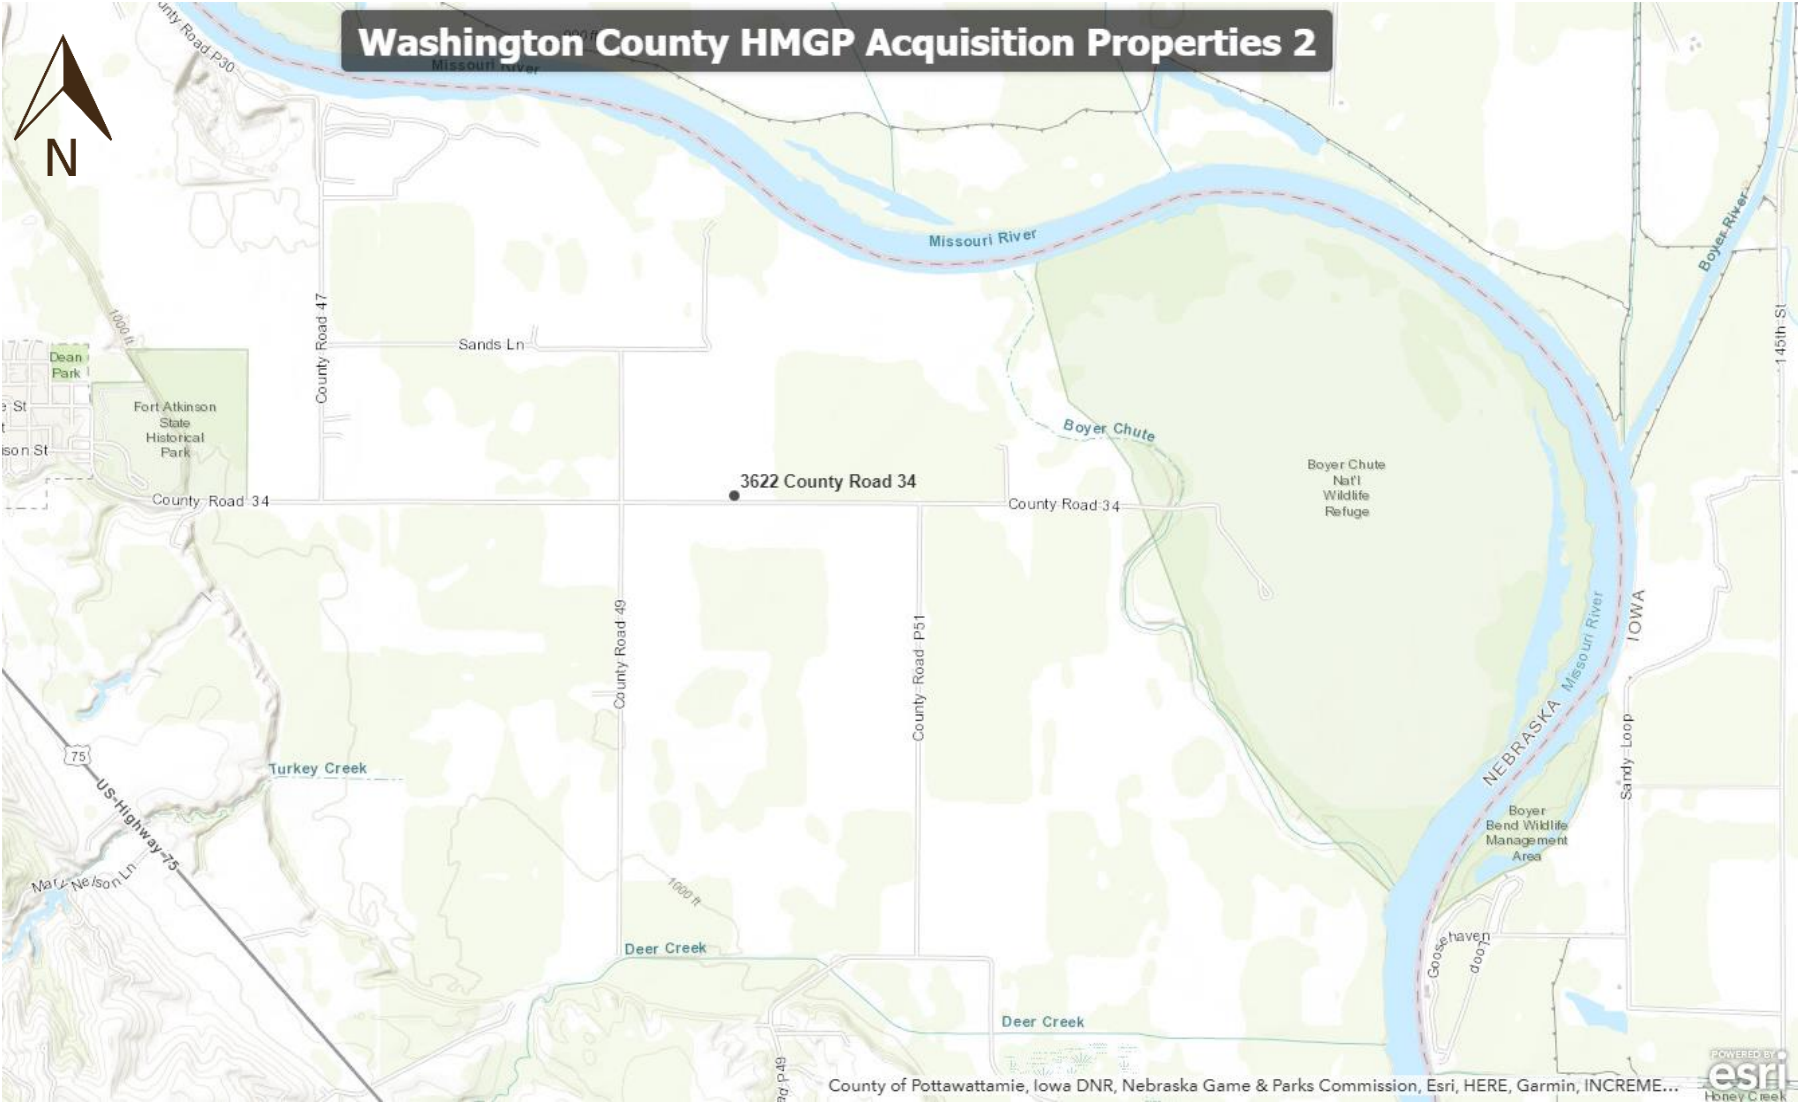 Washington County HMGP Acquisition Properties 2
unty Road P30
000 ft
Missouri River
N
Missouri River
Boyer River
1000 ft
County Road 47
Sands Ln
145th St
Dean
Park
e St
t
son St
Fort Atkinson
State
Historical
Park
Boyer Chute
Boyer Chute
Nat'l
Wildlife
Refuge
3622 County Road 34
County Road 34
County Road 34
County Road 49
County Road P51
Missouri River
IOWA
NEBRASKA
Sandy Loop
75
US Highway 75
Turkey Creek
Mary Nelson Ln
1000 ft
Boyer
Bend Wildlife
Management
Area
Goosehaven
Loop
Deer Creek
Deer Creek
ad P49
County of Pottawattamie, Iowa DNR, Nebraska Game & Parks Commission, Esri, HERE, Garmin, INCREME...
POWERED BY
esri
Honey Creek